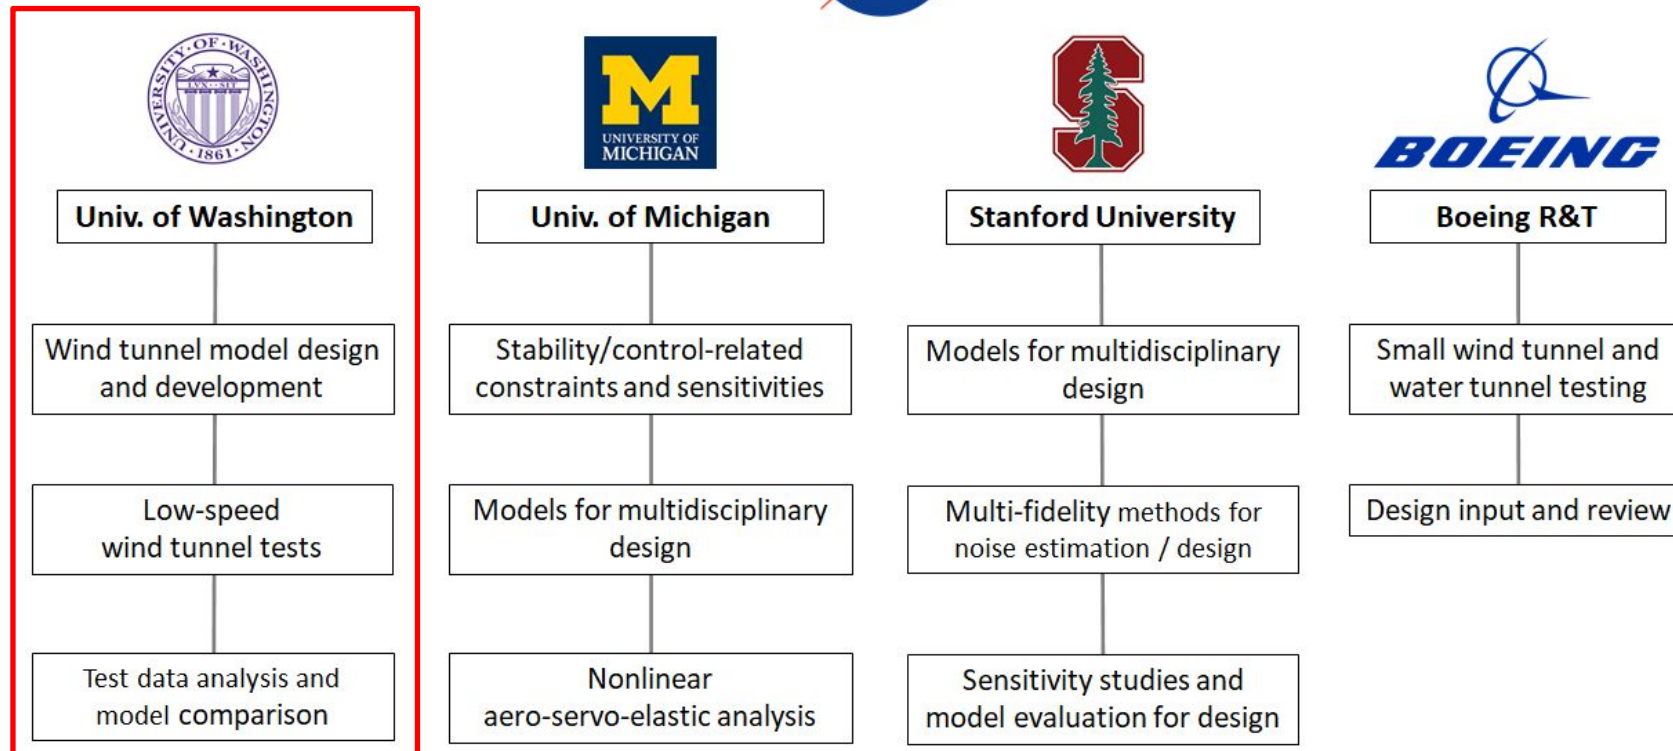 UNIVERSITY·OF·WASHINGTON
LVX·SIT
·1861·
M
UNIVERSITY OF
MICHIGAN
S
BOEING
Univ. of Washington
Univ. of Michigan
Stanford University
Boeing R&T
Wind tunnel model design
and development
Stability/control-related
constraints and sensitivities
Models for multidisciplinary
design
Small wind tunnel and
water tunnel testing
Low-speed
wind tunnel tests
Models for multidisciplinary
design
Multi-fidelity methods for
noise estimation / design
Design input and review
Test data analysis and
model comparison
Nonlinear
aero-servo-elastic analysis
Sensitivity studies and
model evaluation for design